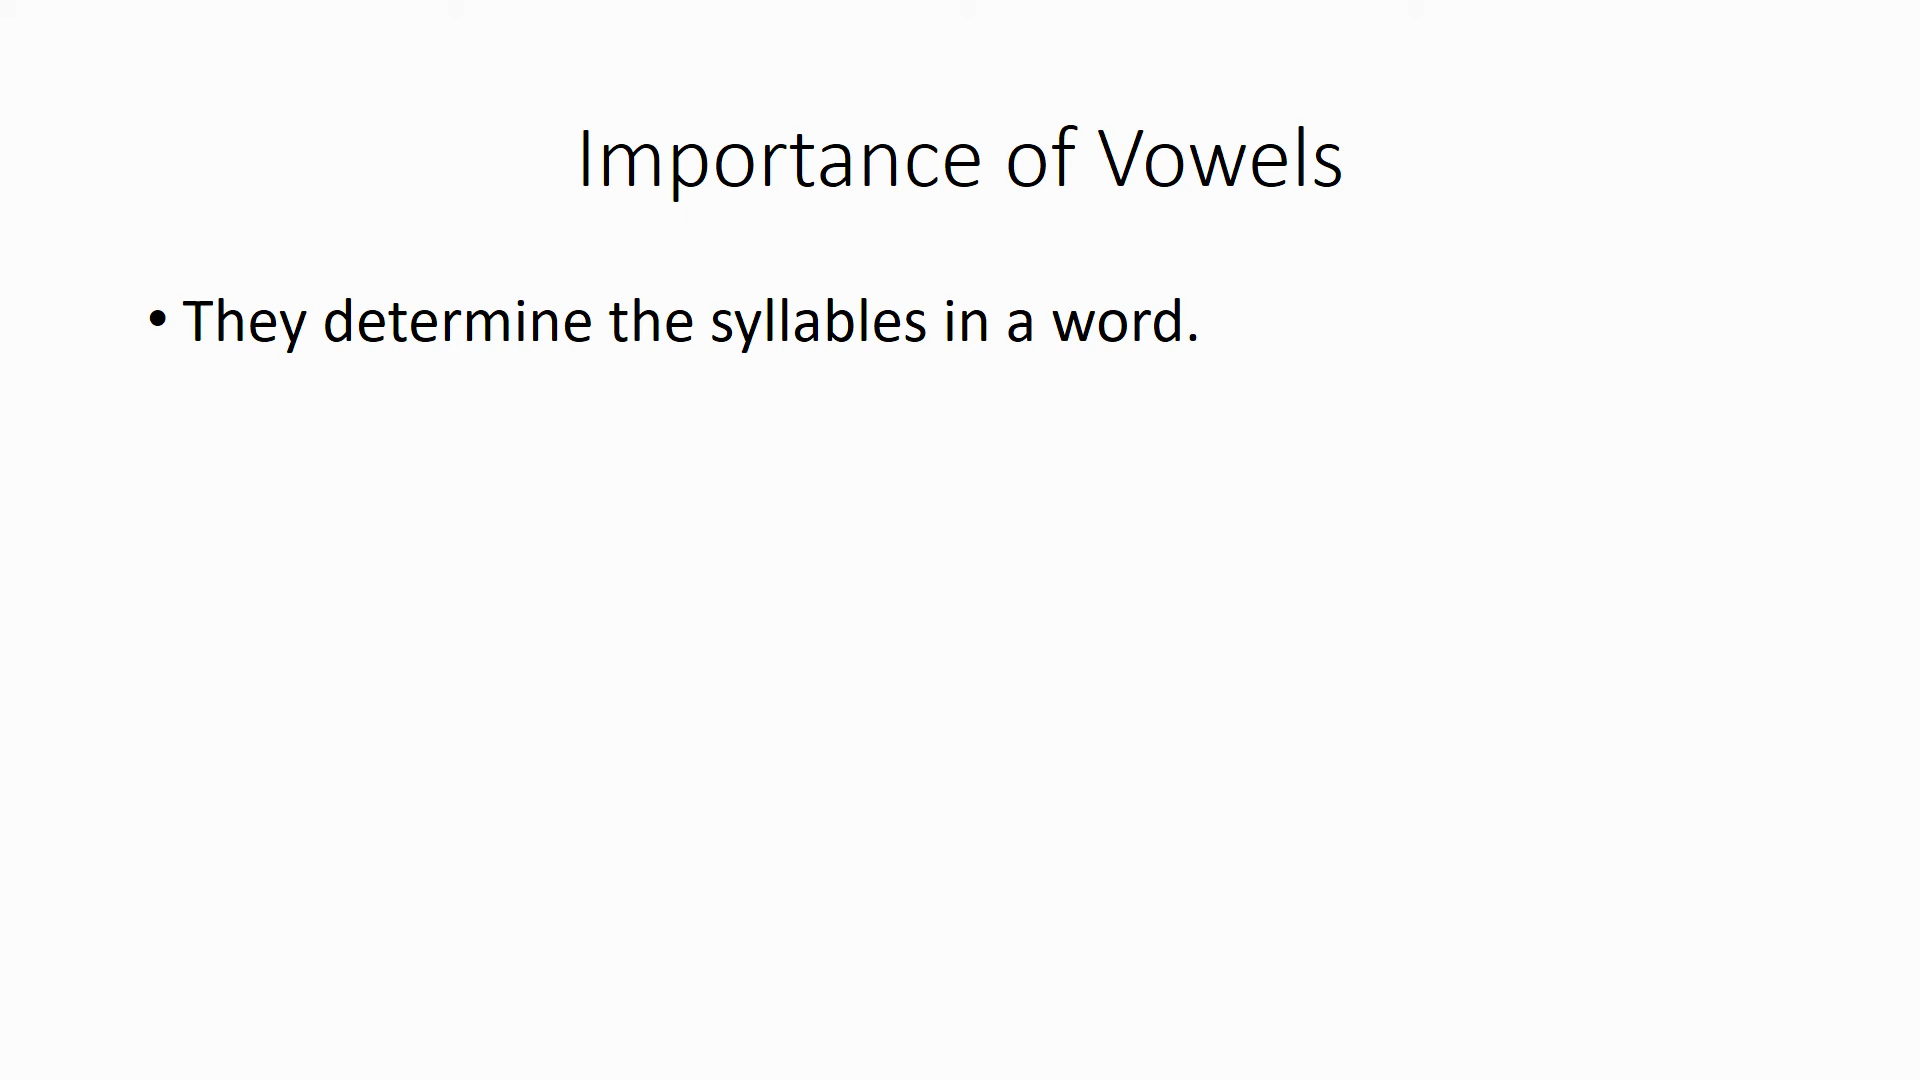 Importance of Vowels
• They determine the syllables in a word.